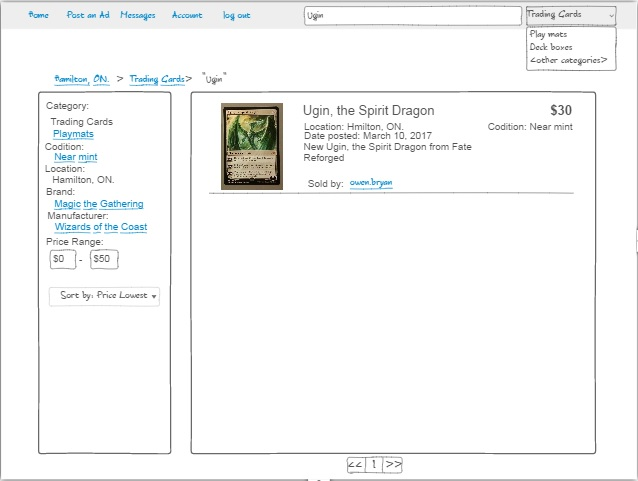 Home Post an Ad Messages Account log out Ugin Trading Cards
Play mats
Deck boxes
<other categories>
Hamilton, ON. > Trading Cards> "Ugin"
Category:
Trading Cards
Playmats
Codition:
Near mint
Location:
Hamilton, ON.
Brand:
Magic the Gathering
Manufacturer:
Wizards of the Coast
Price Range:
$0 - $50
Sort by: Price Lowest
Ugin, the Spirit Dragon $30
Location: Hmilton, ON. Codition: Near mint
Date posted: March 10, 2017
New Ugin, the Spirit Dragon from Fate
Reforged
Sold by: owen.bryan
<< 1 >>